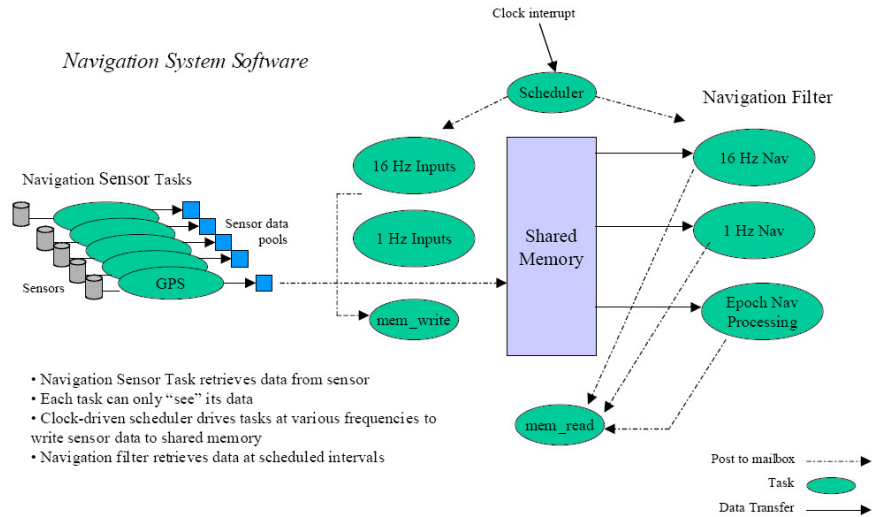 Clock interrupt
Navigation System Software
Scheduler
Navigation Filter
16 Hz Inputs
16 Hz Nav
Navigation Sensor Tasks
Sensor data
pools
1 Hz Inputs
Shared
Memory
1 Hz Nav
Sensors
GPS
mem_write
Epoch Nav
Processing
• Navigation Sensor Task retrieves data from sensor
• Each task can only “see” its data
• Clock-driven scheduler drives tasks at various frequencies to
write sensor data to shared memory
• Navigation filter retrieves data at scheduled intervals
mem_read
Post to mailbox
Task
Data Transfer